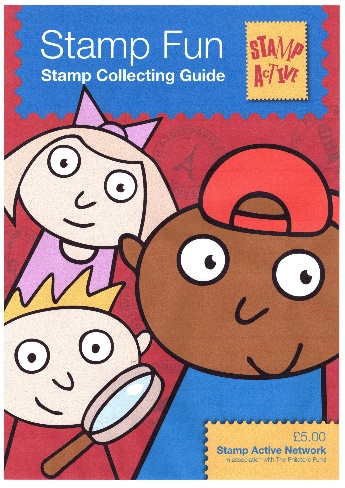 Stamp Fun
Stamp Collecting Guide
STAMP
ACTIVE
£5.00
Stamp Active Network
in association with The Philatelic Fund